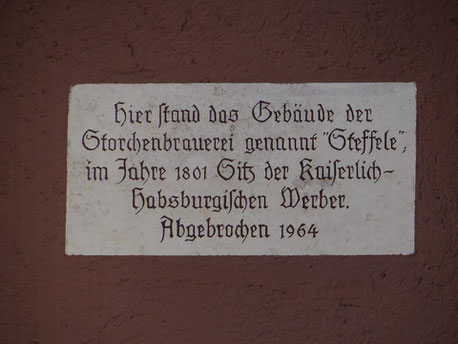 Hier stand das Gebäude der
Storchenbrauerei genannt "Steffele",
im Jahre 1801 Sitz der Kaiserlich-
Habsburgischen Werber.
Abgebrochen 1964